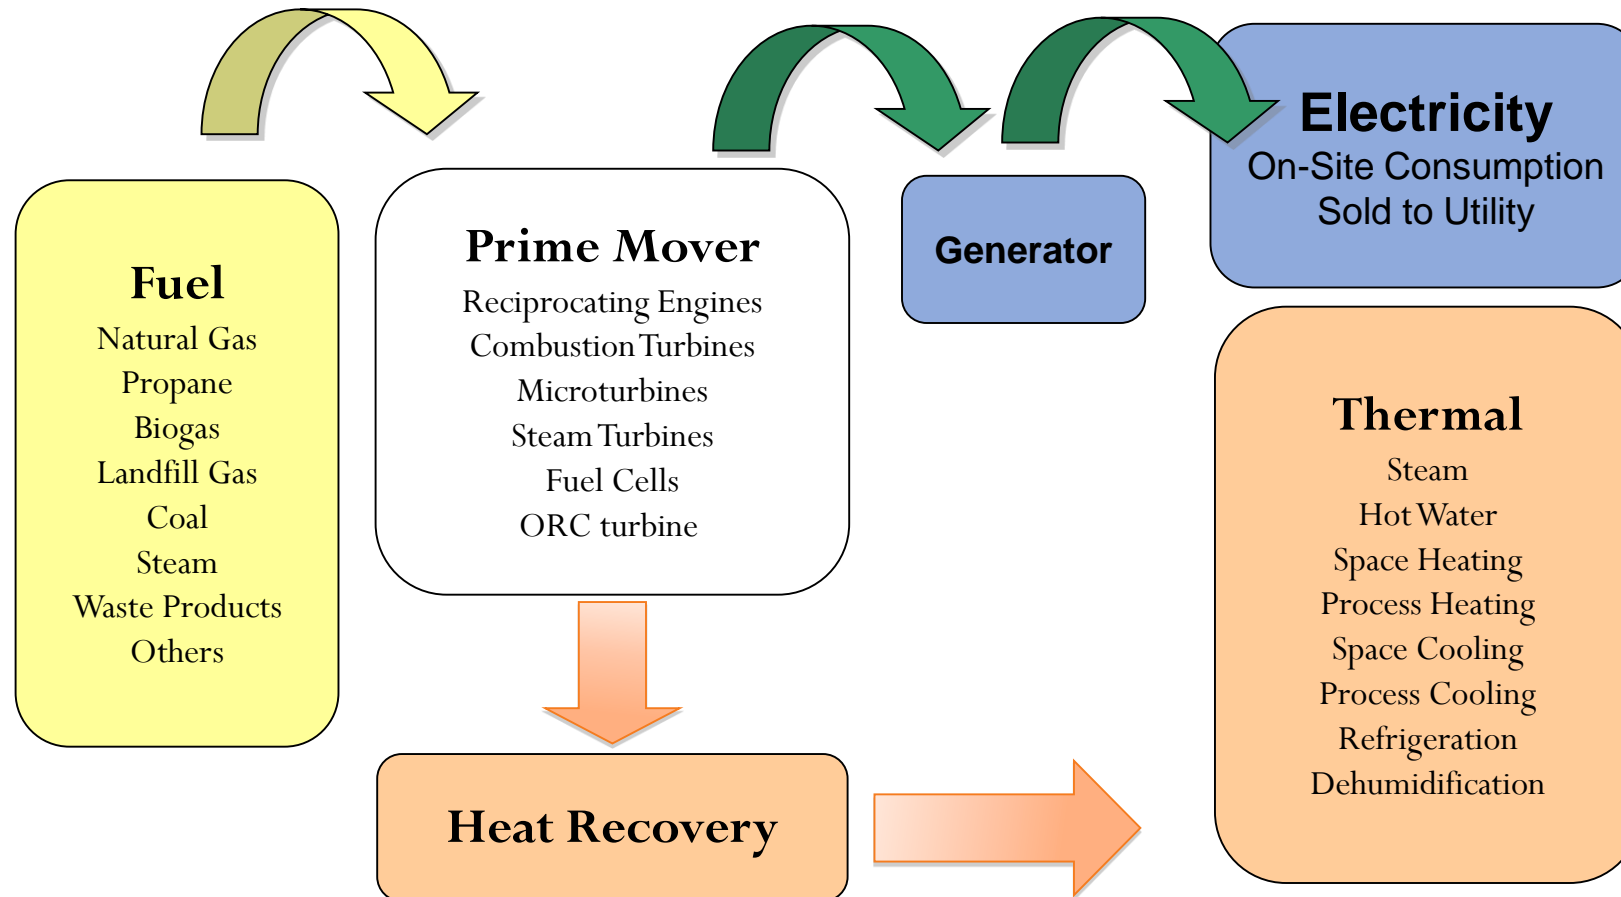 Fuel
Natural Gas
Propane
Biogas
Landfill Gas
Coal
Steam
Waste Products
Others
Prime Mover
Reciprocating Engines
Combustion Turbines
Microturbines
Steam Turbines
Fuel Cells
ORC turbine
Generator
Electricity
On-Site Consumption
Sold to Utility
Heat Recovery
Thermal
Steam
Hot Water
Space Heating
Process Heating
Space Cooling
Process Cooling
Refrigeration
Dehumidification